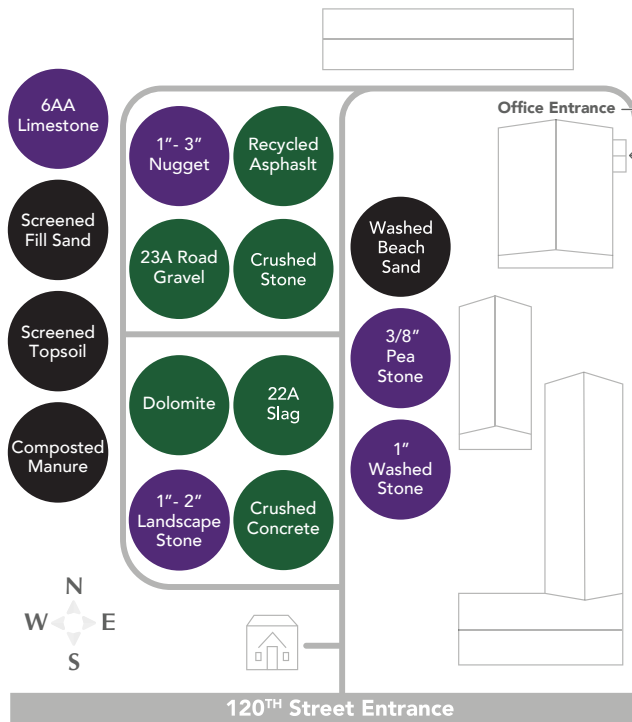 Office Entrance
6AA
Limestone
1”- 3”
Nugget
Recycled
Asphaslt
Screened
Fill Sand
23A Road
Gravel
Crushed
Stone
Washed
Beach
Sand
Screened
Topsoil
3/8”
Pea
Stone
Dolomite
22A
Slag
Composted
Manure
1”- 2”
Landscape
Stone
Crushed
Concrete
1”
Washed
Stone
N
W E
S
120TH Street Entrance